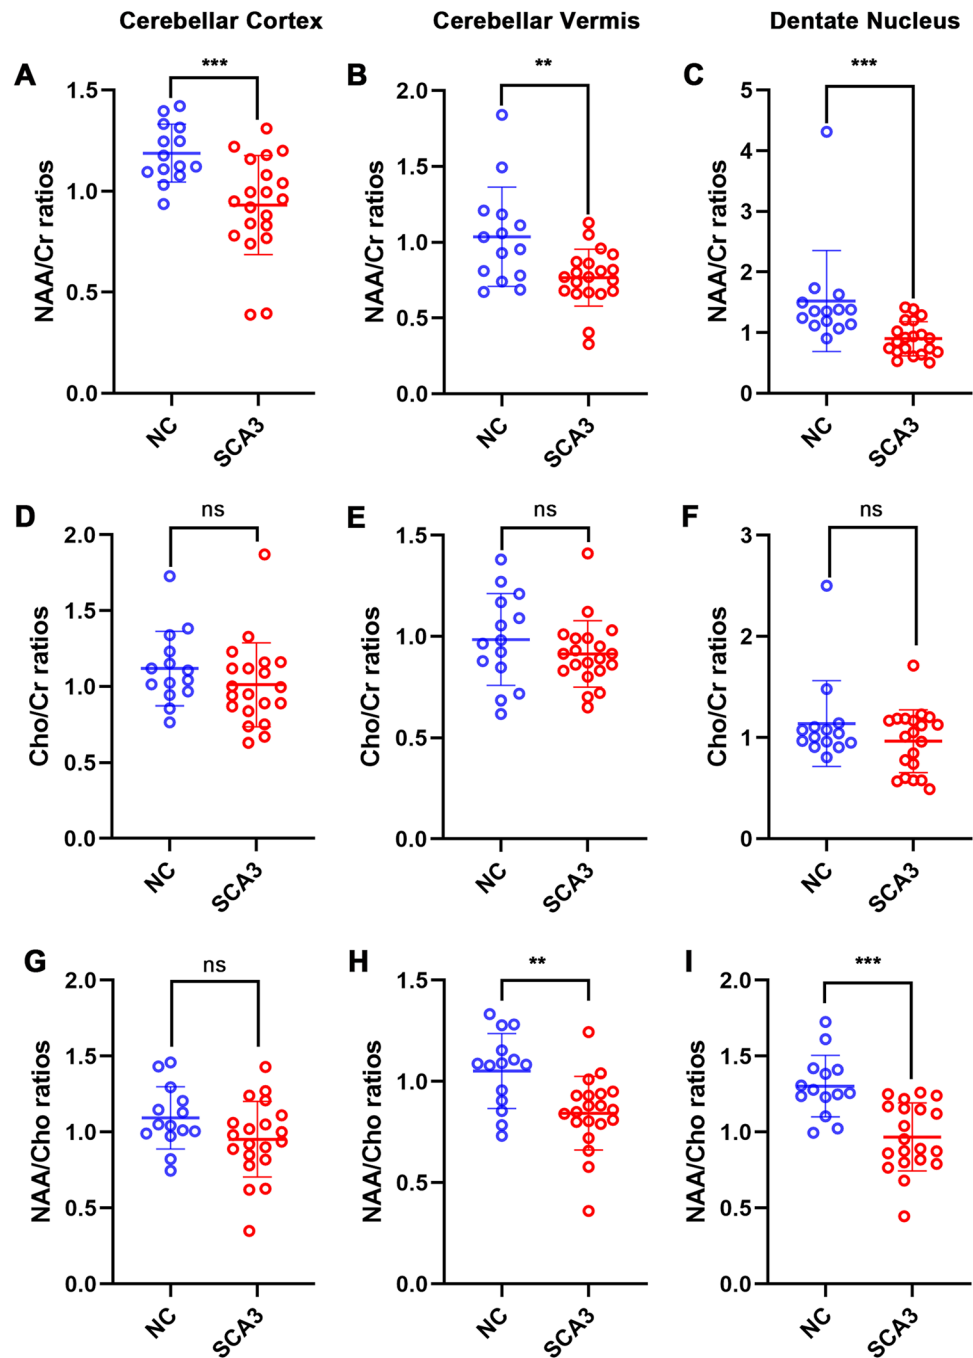 Cerebellar Cortex Cerebellar Vermis Dentate Nucleus
A *** B ** C ***
NAA/Cr ratios
1.5
1.0
0.5
0.0
NC SCA3
NAA/Cr ratios
2.0
1.5
1.0
0.5
0.0
NC SCA3
NAA/Cr ratios
5
4
3
2
1
0
NC SCA3
D ns E ns F ns
Cho/Cr ratios
2.0
1.5
1.0
0.5
0.0
NC SCA3
Cho/Cr ratios
1.5
1.0
0.5
0.0
NC SCA3
Cho/Cr ratios
3
2
1
0
NC SCA3
G ns H ** I ***
NAA/Cho ratios
2.0
1.5
1.0
0.5
0.0
NC SCA3
NAA/Cho ratios
1.5
1.0
0.5
0.0
NC SCA3
NAA/Cho ratios
2.0
1.5
1.0
0.5
0.0
NC SCA3